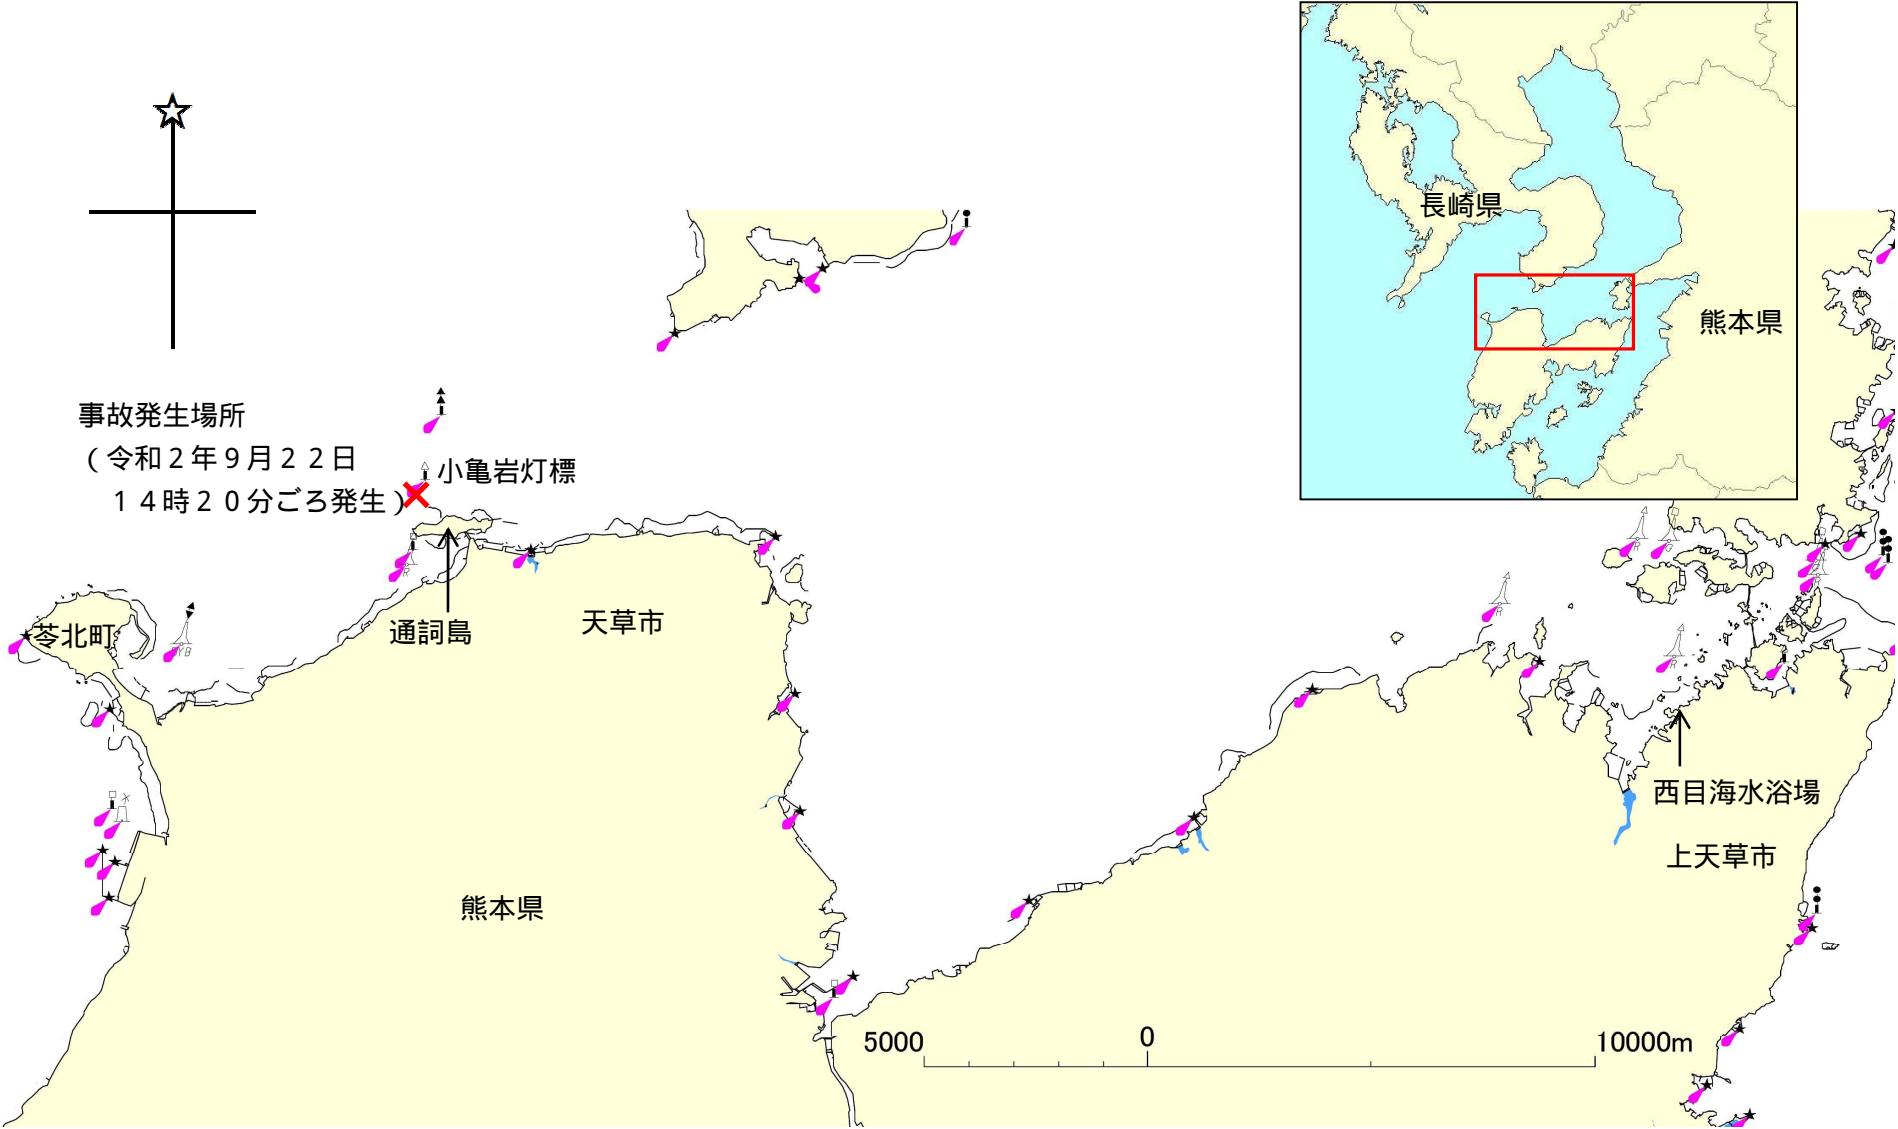 長崎県
熊本県
事故発生場所
（令和２年９月２２日
１４時２０分ごろ発生）
小亀岩灯標
苓北町
通詞島
天草市
西目海水浴場
上天草市
熊本県
5000
0
10000m